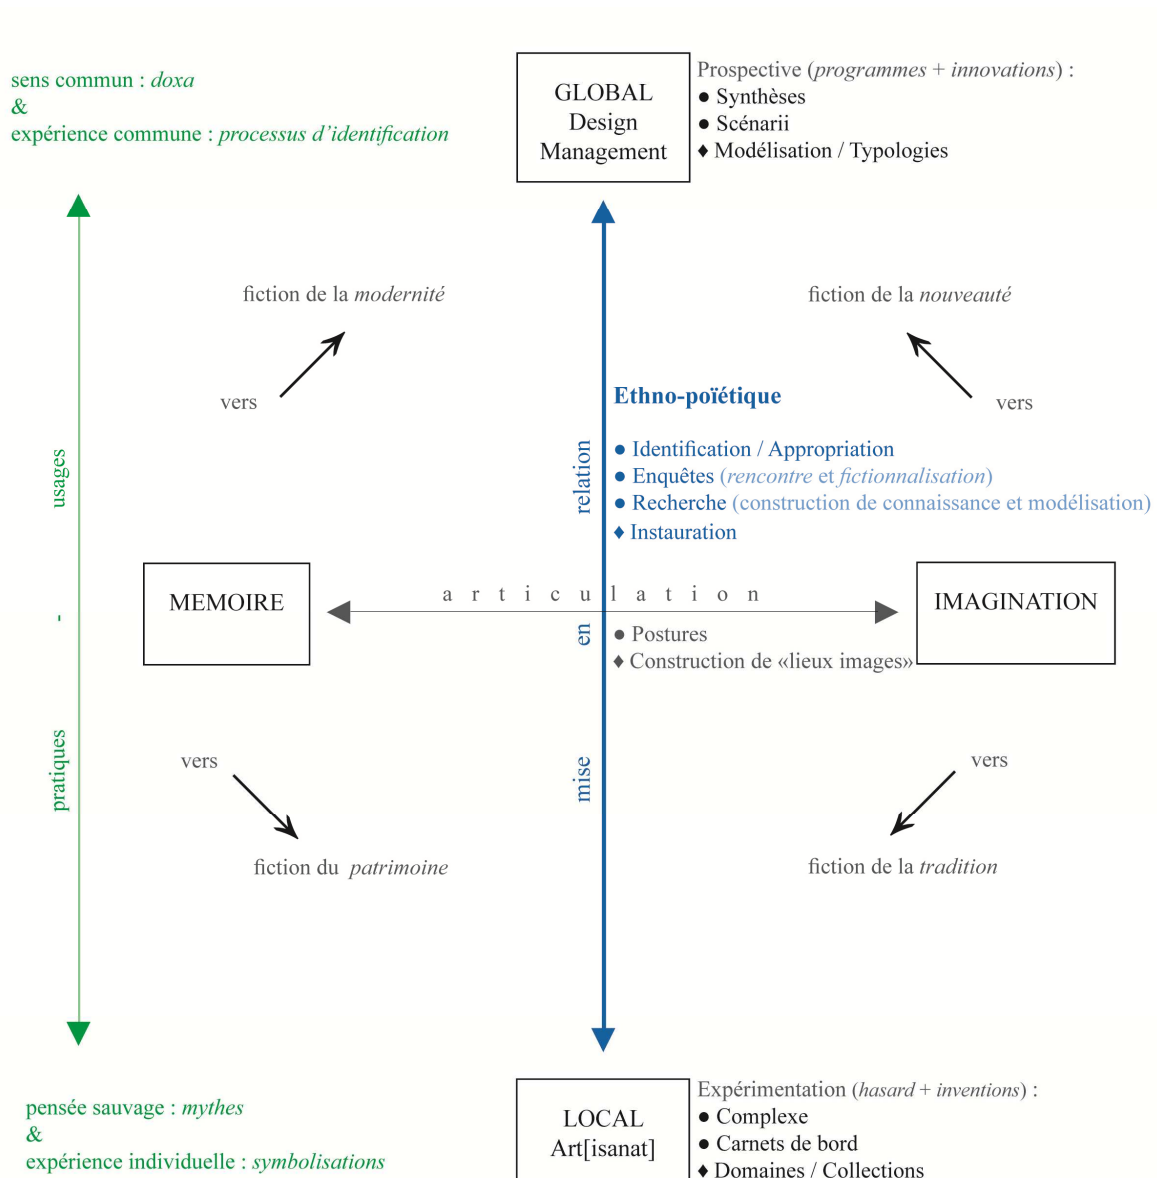 sens commun : doxa
&
expérience commune : processus d'identification
GLOBAL
Design
Management
Prospective (programmes + innovations) :
● Synthèses
● Scénarii
♦ Modélisation / Typologies
fiction de la modernité
fiction de la nouveauté
vers
vers
Ethno-poïétique
● Identification / Appropriation
● Enquêtes (rencontre et fictionnalisation)
● Recherche (construction de connaissance et modélisation)
♦ Instauration
pratiques - usages
mise en relation
MEMOIRE
articulation
IMAGINATION
● Postures
♦ Construction de «lieux images»
vers
vers
fiction du patrimoine
fiction de la tradition
pensée sauvage : mythes
&
expérience individuelle : symbolisations
LOCAL
Art[isanat]
Expérimentation (hasard + inventions) :
● Complexe
● Carnets de bord
♦ Domaines / Collections